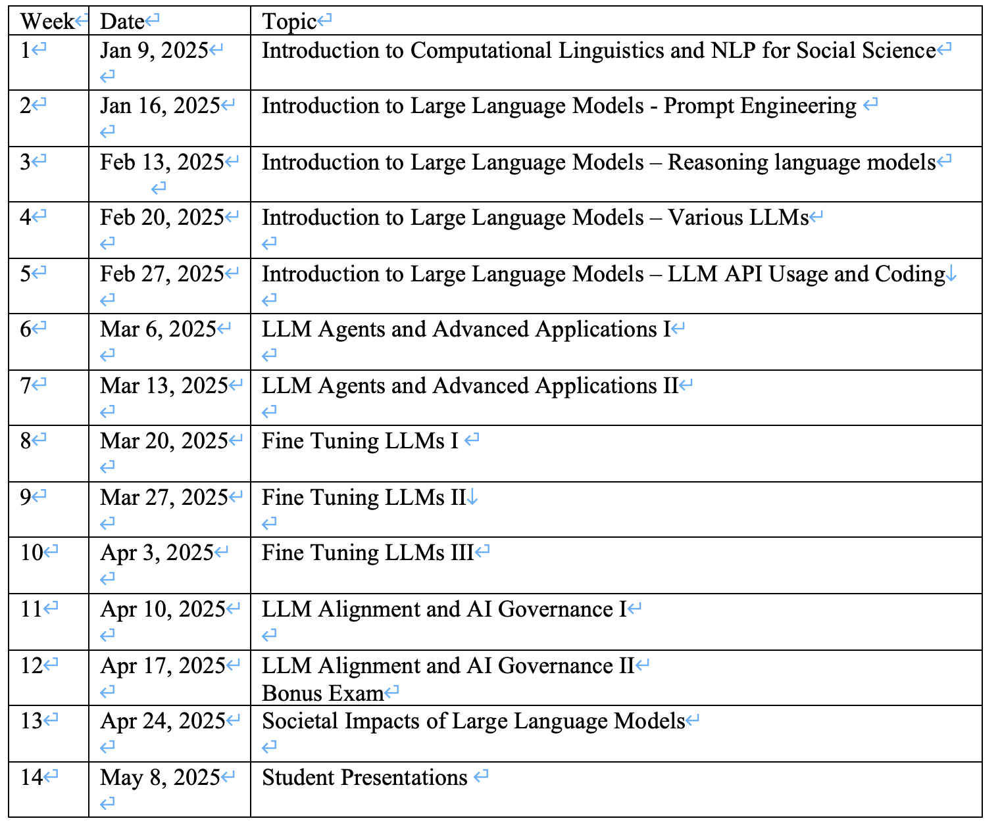 Week Date Topic
1 Jan 9, 2025 Introduction to Computational Linguistics and NLP for Social Science
2 Jan 16, 2025 Introduction to Large Language Models - Prompt Engineering
3 Feb 13, 2025 Introduction to Large Language Models – Reasoning language models
4 Feb 20, 2025 Introduction to Large Language Models – Various LLMs
5 Feb 27, 2025 Introduction to Large Language Models – LLM API Usage and Coding
6 Mar 6, 2025 LLM Agents and Advanced Applications I
7 Mar 13, 2025 LLM Agents and Advanced Applications II
8 Mar 20, 2025 Fine Tuning LLMs I
9 Mar 27, 2025 Fine Tuning LLMs II
10 Apr 3, 2025 Fine Tuning LLMs III
11 Apr 10, 2025 LLM Alignment and AI Governance I
12 Apr 17, 2025 LLM Alignment and AI Governance II
Bonus Exam
13 Apr 24, 2025 Societal Impacts of Large Language Models
14 May 8, 2025 Student Presentations